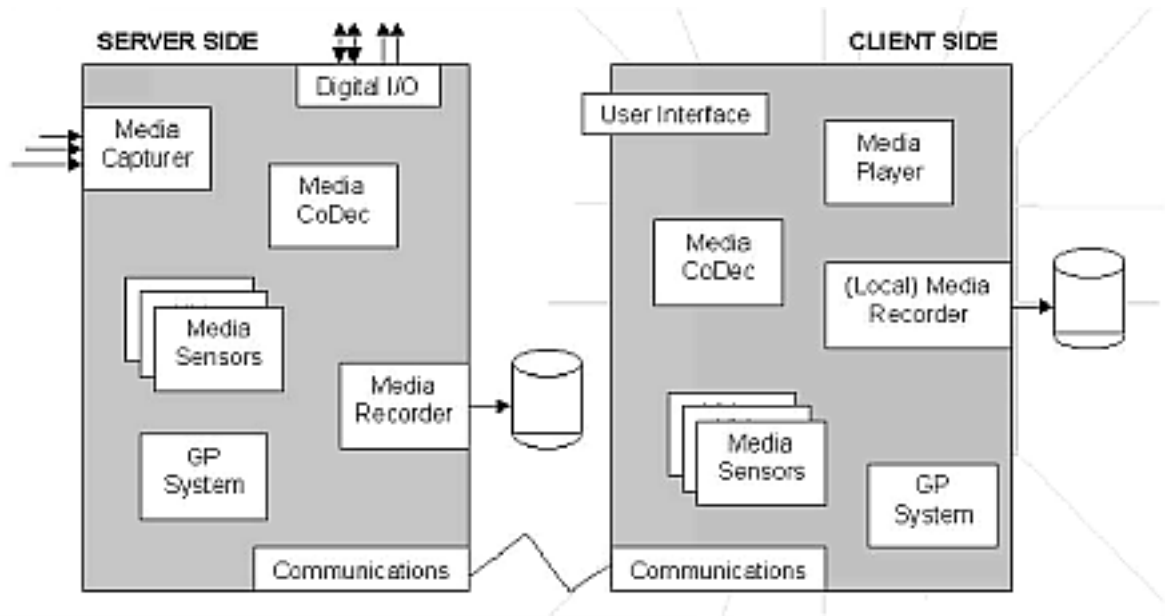 SERVER SIDE
Digital I/O
Media
Capturer
Media
CoDec
Media
Sensors
Media
Recorder
GP
System
Communications
CLIENT SIDE
User Interface
Media
Player
Media
CoDec
(Local) Media
Recorder
Media
Sensors
GP
System
Communications